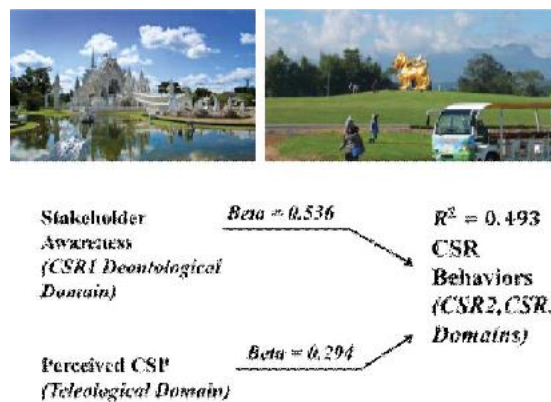 Stakeholder
Awareness
(CSR1 Deontological
Domain)
Beta = 0.536
R² = 0.493
CSR
Behaviors
(CSR2,CSR.
Domains)
Perceived CSP
(Teleological Domain)
Beta = 0.294